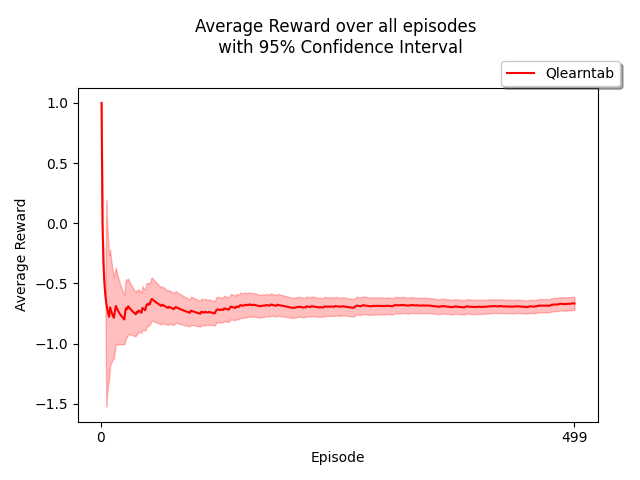 Average Reward over all episodes
with 95% Confidence Interval
Qlearntab
1.0
0.5
0.0
−0.5
−1.0
−1.5
Average Reward
0
499
Episode